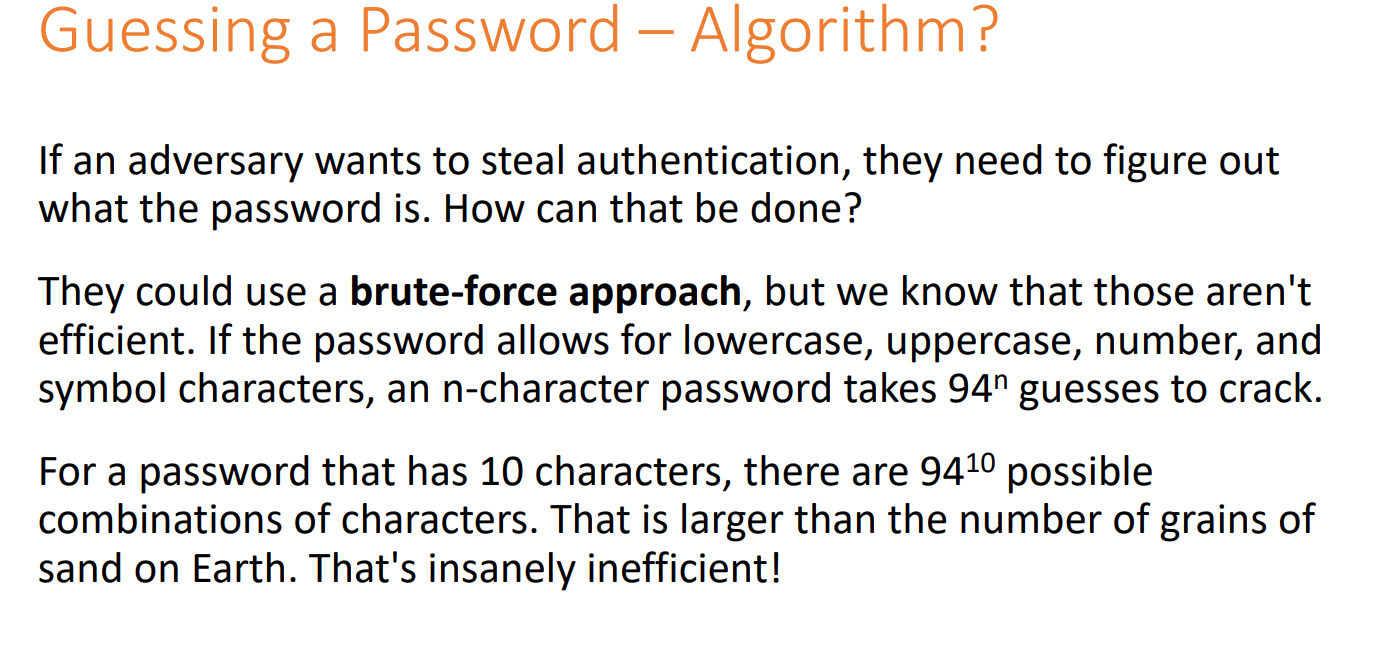 Guessing a Password – Algorithm?
If an adversary wants to steal authentication, they need to figure out
what the password is. How can that be done?
They could use a brute-force approach, but we know that those aren't
efficient. If the password allows for lowercase, uppercase, number, and
symbol characters, an n-character password takes 94ⁿ guesses to crack.
For a password that has 10 characters, there are 94¹⁰ possible
combinations of characters. That is larger than the number of grains of
sand on Earth. That's insanely inefficient!